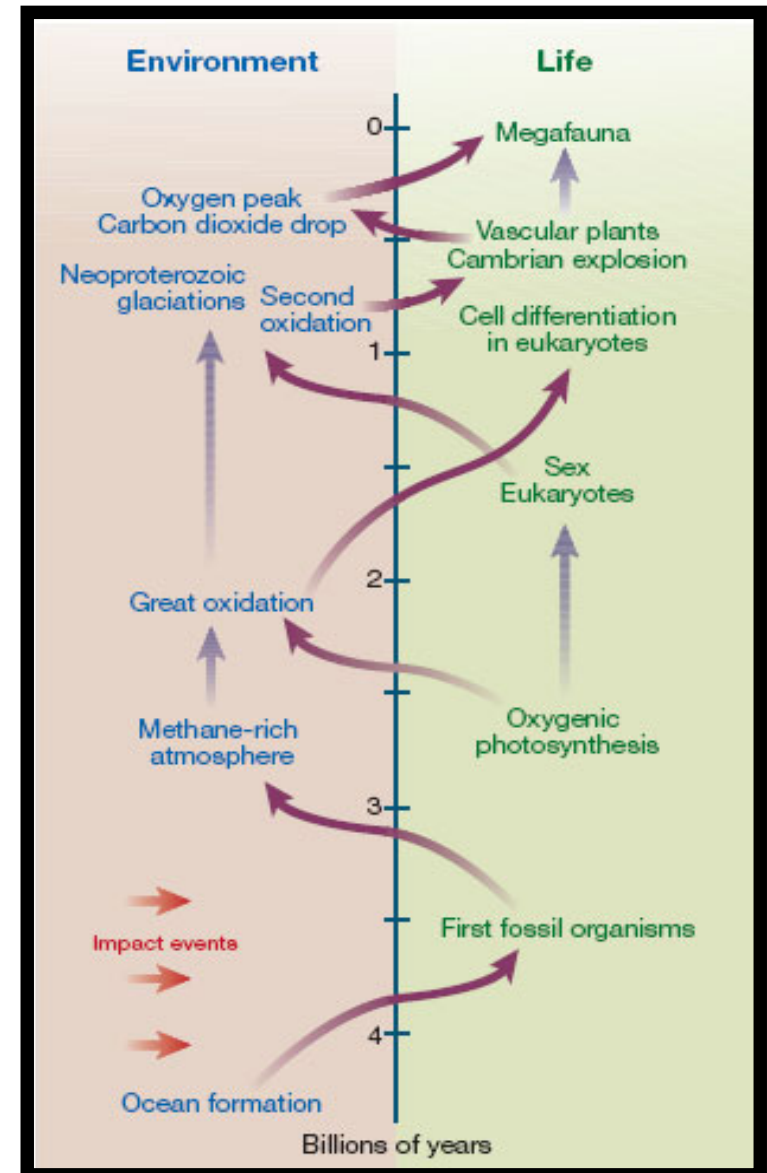 Environment
Life
0
Megafauna
Oxygen peak
Carbon dioxide drop
Vascular plants
Cambrian explosion
Neoproterozoic
glaciations
Second
oxidation
Cell differentiation
in eukaryotes
1
Sex
Eukaryotes
2
Great oxidation
Oxygenic
photosynthesis
Methane-rich
atmosphere
3
First fossil organisms
Impact events
4
Ocean formation
Billions of years